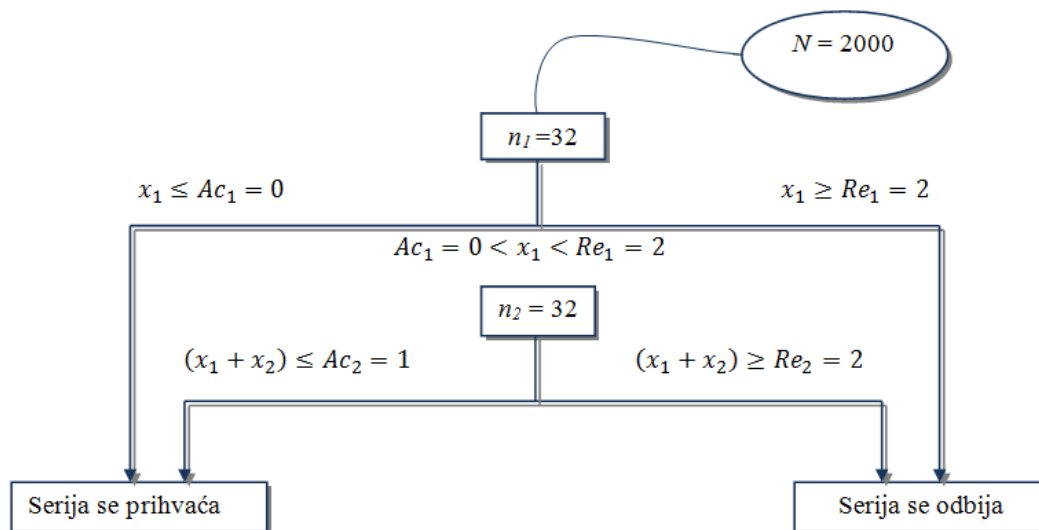 N = 2000
n₁ =32
x₁ ≤ Ac₁ = 0
x₁ ≥ Re₁ = 2
Ac₁ = 0 < x₁ < Re₁ = 2
n₂ = 32
(x₁ + x₂) ≤ Ac₂ = 1
(x₁ + x₂) ≥ Re₂ = 2
Serija se prihvaća
Serija se odbija